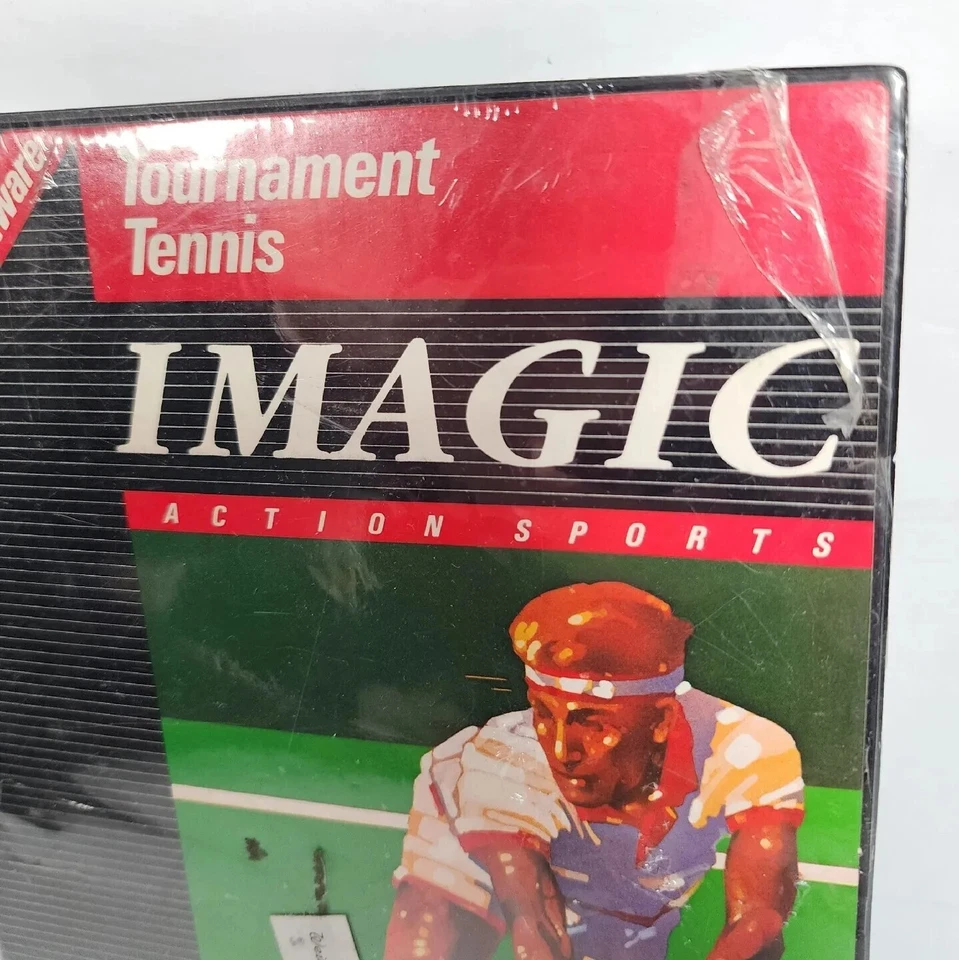 Tournament
Tennis
IMAGIC
ACTION SPORTS